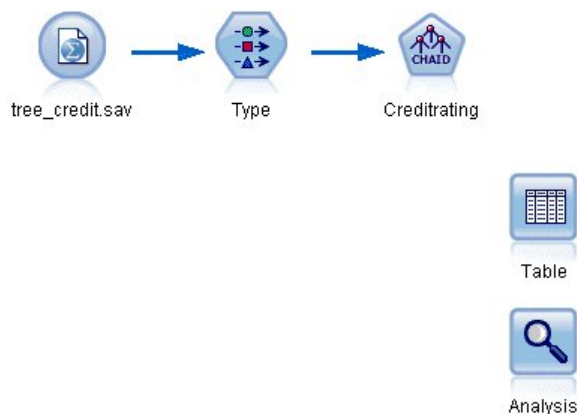 CHAID
tree_credit.sav
Type
Creditrating
Table
Analysis